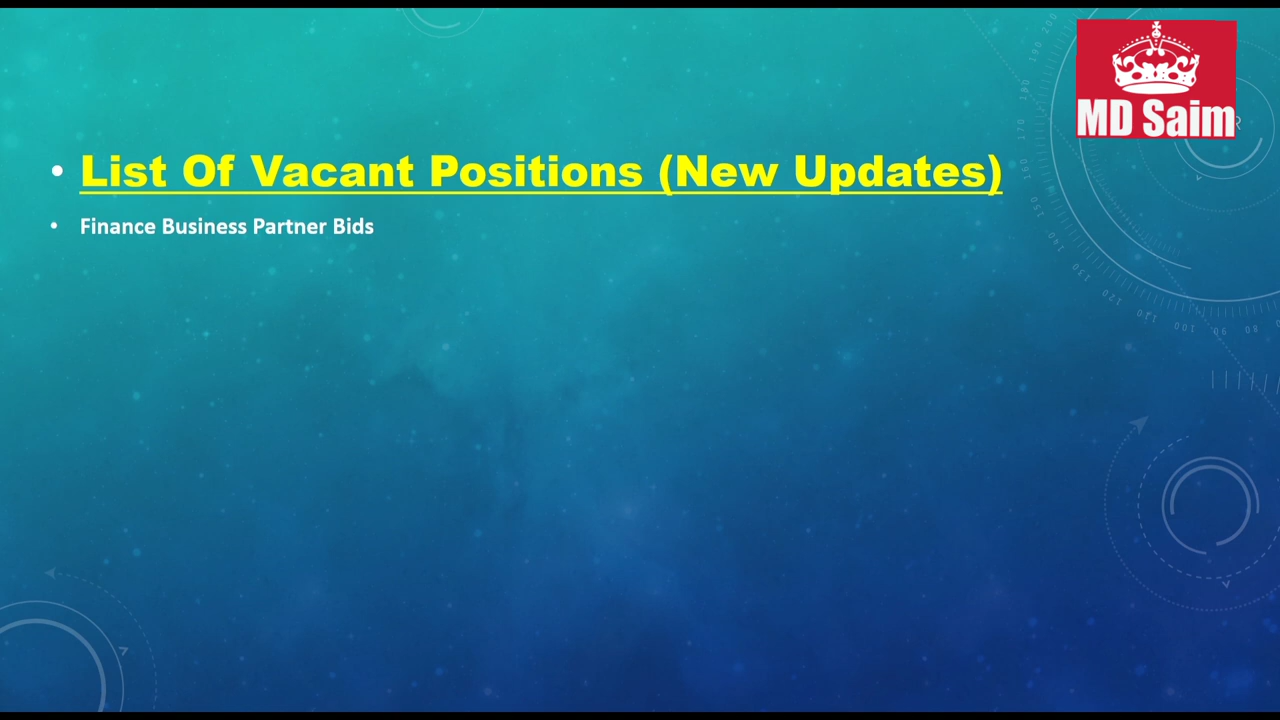 MD Saim
• List Of Vacant Positions (New Updates)
• Finance Business Partner Bids